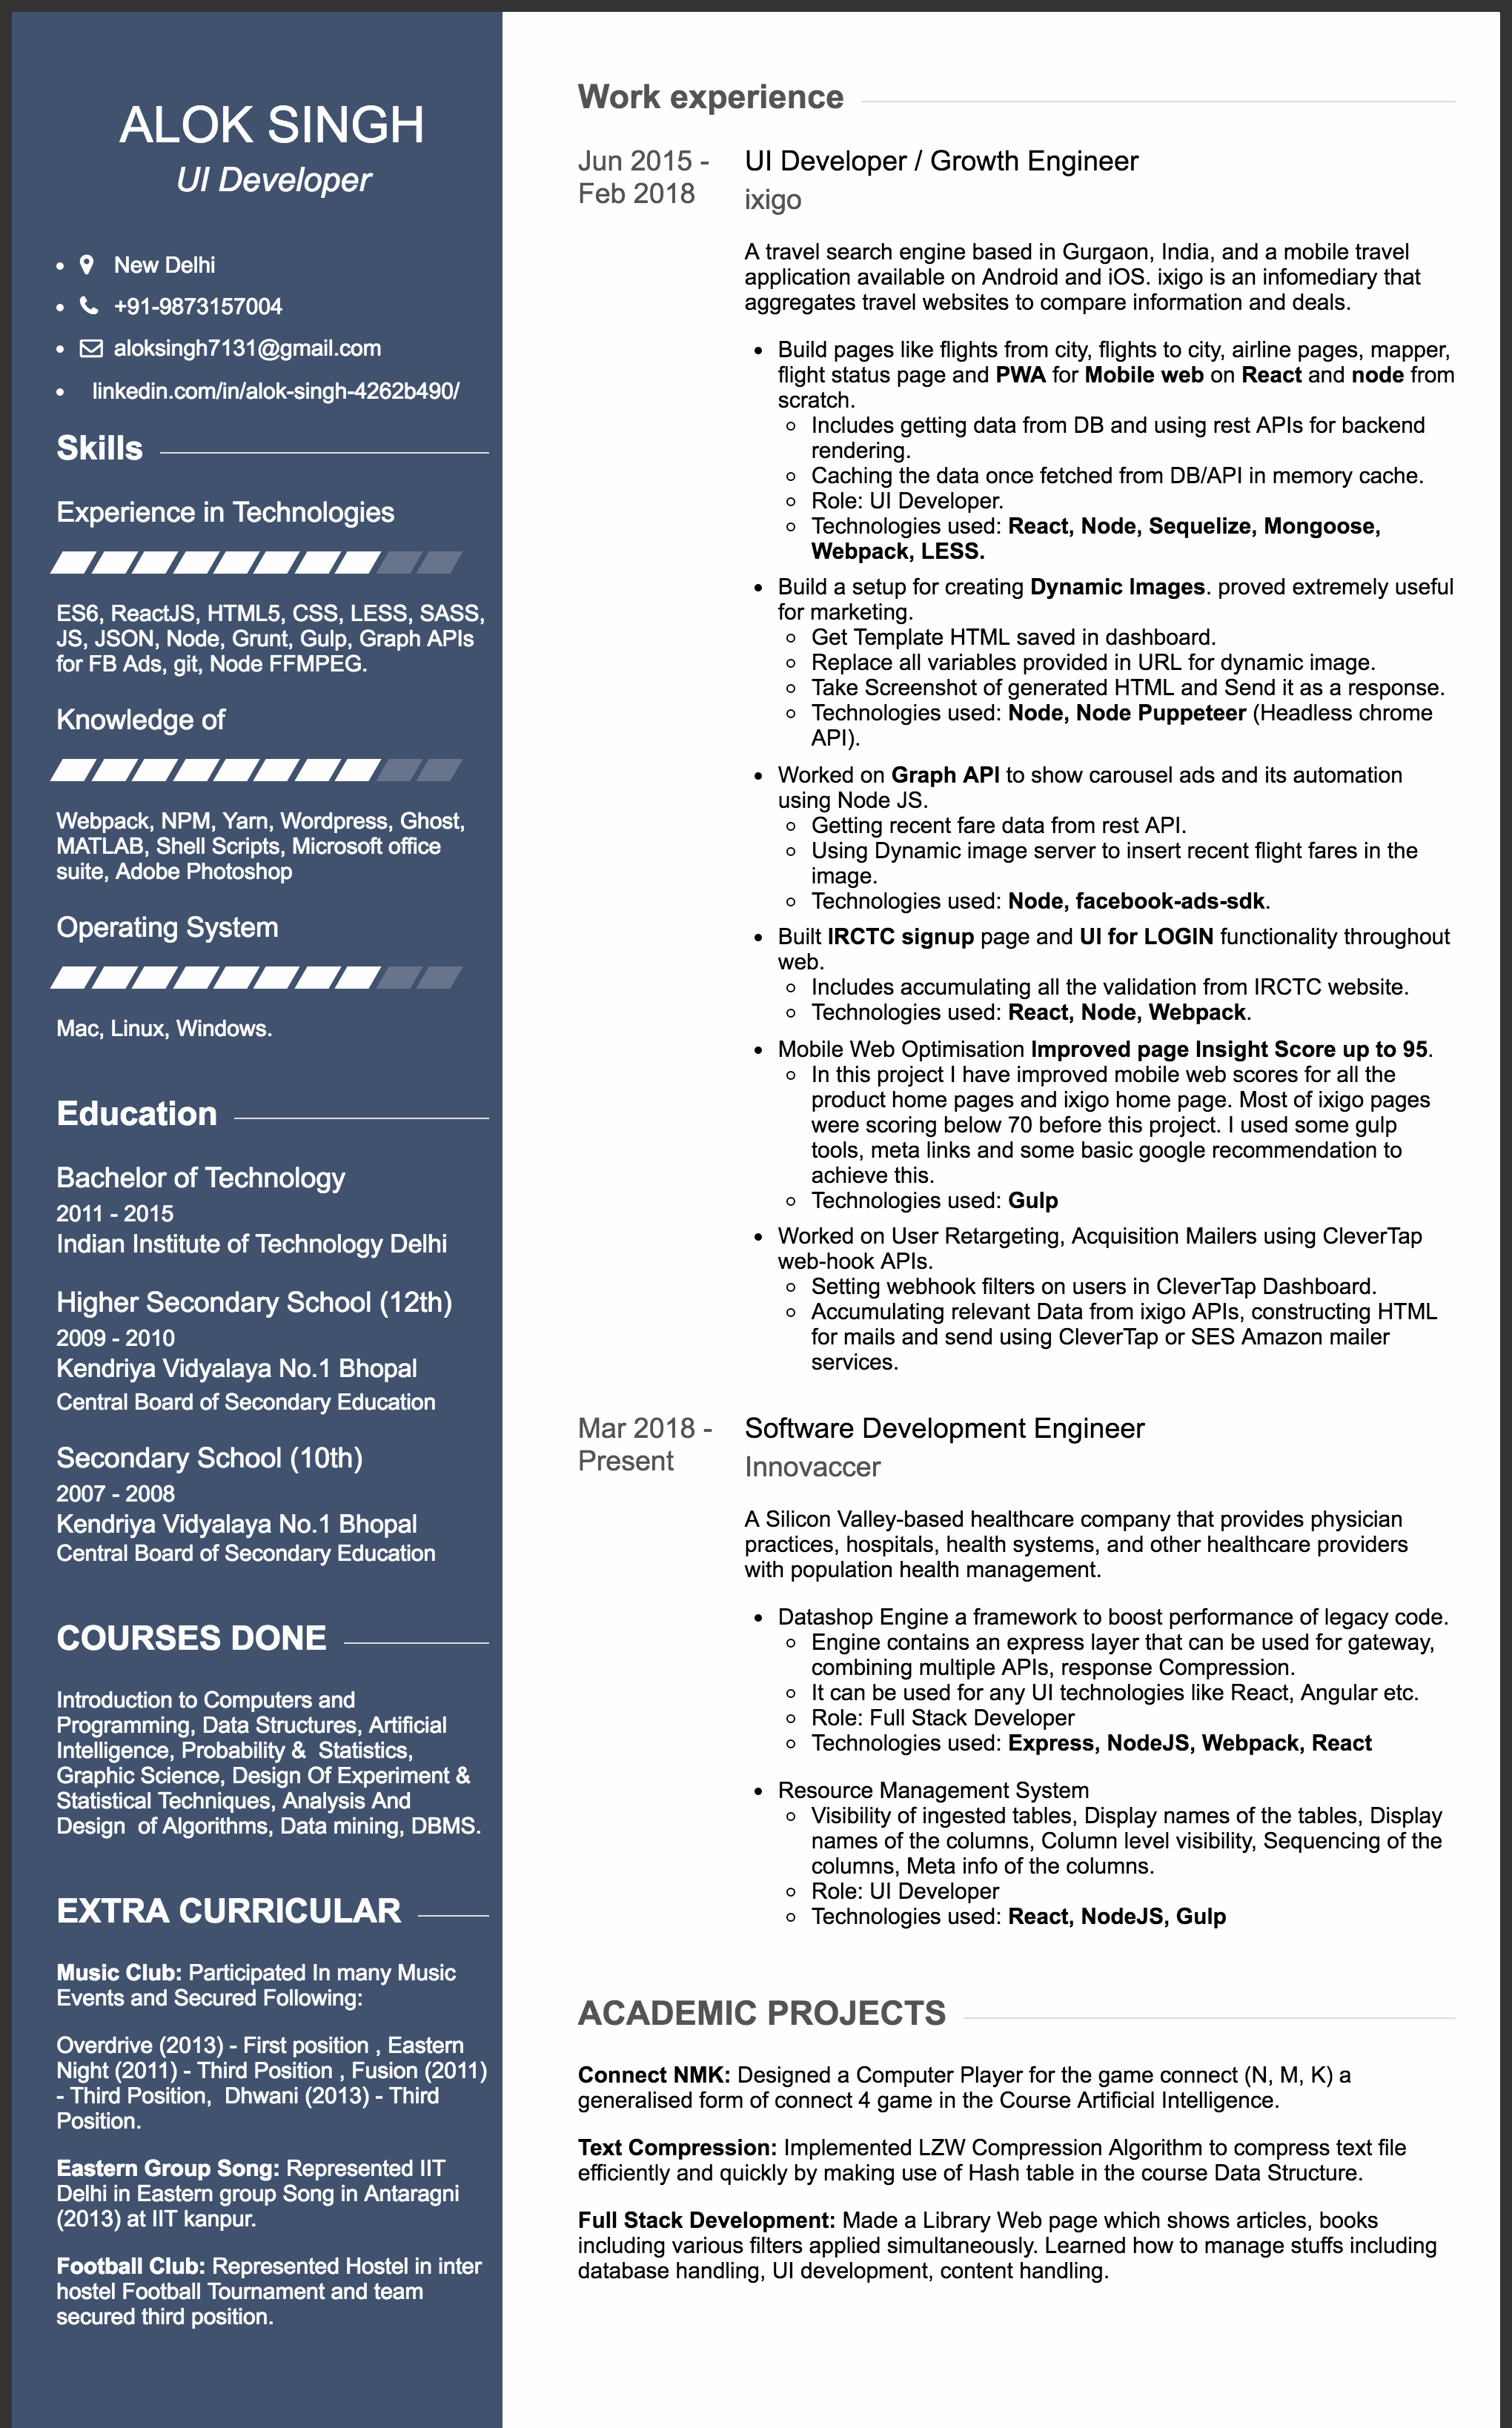 ALOK SINGH
UI Developer
New Delhi
+91-9873157004
aloksingh7131@gmail.com
linkedin.com/in/alok-singh-4262b490/
Skills
Experience in Technologies
ES6, ReactJS, HTML5, CSS, LESS, SASS,
JS, JSON, Node, Grunt, Gulp, Graph APIs
for FB Ads, git, Node FFMPEG.
Knowledge of
Webpack, NPM, Yarn, Wordpress, Ghost,
MATLAB, Shell Scripts, Microsoft office
suite, Adobe Photoshop
Operating System
Mac, Linux, Windows.
Education
Bachelor of Technology
2011 - 2015
Indian Institute of Technology Delhi
Higher Secondary School (12th)
2009 - 2010
Kendriya Vidyalaya No.1 Bhopal
Central Board of Secondary Education
Secondary School (10th)
2007 - 2008
Kendriya Vidyalaya No.1 Bhopal
Central Board of Secondary Education
COURSES DONE
Introduction to Computers and
Programming, Data Structures, Artificial
Intelligence, Probability &  Statistics,
Graphic Science, Design Of Experiment &
Statistical Techniques, Analysis And
Design  of Algorithms, Data mining, DBMS.
EXTRA CURRICULAR
Music Club: Participated In many Music
Events and Secured Following:
Overdrive (2013) - First position , Eastern
Night (2011) - Third Position , Fusion (2011)
- Third Position,  Dhwani (2013) - Third
Position.
Eastern Group Song: Represented IIT
Delhi in Eastern group Song in Antaragni
(2013) at IIT kanpur.
Football Club: Represented Hostel in inter
hostel Football Tournament and team
secured third position.
Work experience
Jun 2015 -
Feb 2018
UI Developer / Growth Engineer
ixigo
A travel search engine based in Gurgaon, India, and a mobile travel
application available on Android and iOS. ixigo is an infomediary that
aggregates travel websites to compare information and deals.
Build pages like flights from city, flights to city, airline pages, mapper,
flight status page and PWA for Mobile web on React and node from
scratch.
Includes getting data from DB and using rest APIs for backend
rendering.
Caching the data once fetched from DB/API in memory cache.
Role: UI Developer.
Technologies used: React, Node, Sequelize, Mongoose,
Webpack, LESS.
Build a setup for creating Dynamic Images. proved extremely useful
for marketing.
Get Template HTML saved in dashboard.
Replace all variables provided in URL for dynamic image.
Take Screenshot of generated HTML and Send it as a response.
Technologies used: Node, Node Puppeteer (Headless chrome
API).
Worked on Graph API to show carousel ads and its automation
using Node JS.
Getting recent fare data from rest API.
Using Dynamic image server to insert recent flight fares in the
image.
Technologies used: Node, facebook-ads-sdk.
Built IRCTC signup page and UI for LOGIN functionality throughout
web.
Includes accumulating all the validation from IRCTC website.
Technologies used: React, Node, Webpack.
Mobile Web Optimisation Improved page Insight Score up to 95.
In this project I have improved mobile web scores for all the
product home pages and ixigo home page. Most of ixigo pages
were scoring below 70 before this project. I used some gulp
tools, meta links and some basic google recommendation to
achieve this.
Technologies used: Gulp
Worked on User Retargeting, Acquisition Mailers using CleverTap
web-hook APIs.
Setting webhook filters on users in CleverTap Dashboard.
Accumulating relevant Data from ixigo APIs, constructing HTML
for mails and send using CleverTap or SES Amazon mailer
services.
Mar 2018 -
Present
Software Development Engineer
Innovaccer
A Silicon Valley-based healthcare company that provides physician
practices, hospitals, health systems, and other healthcare providers
with population health management.
Datashop Engine a framework to boost performance of legacy code.
Engine contains an express layer that can be used for gateway,
combining multiple APIs, response Compression.
It can be used for any UI technologies like React, Angular etc.
Role: Full Stack Developer
Technologies used: Express, NodeJS, Webpack, React
Resource Management System
Visibility of ingested tables, Display names of the tables, Display
names of the columns, Column level visibility, Sequencing of the
columns, Meta info of the columns.
Role: UI Developer
Technologies used: React, NodeJS, Gulp
ACADEMIC PROJECTS
Connect NMK: Designed a Computer Player for the game connect (N, M, K) a
generalised form of connect 4 game in the Course Artificial Intelligence.
Text Compression: Implemented LZW Compression Algorithm to compress text file
efficiently and quickly by making use of Hash table in the course Data Structure.
Full Stack Development: Made a Library Web page which shows articles, books
including various filters applied simultaneously. Learned how to manage stuffs including
database handling, UI development, content handling.